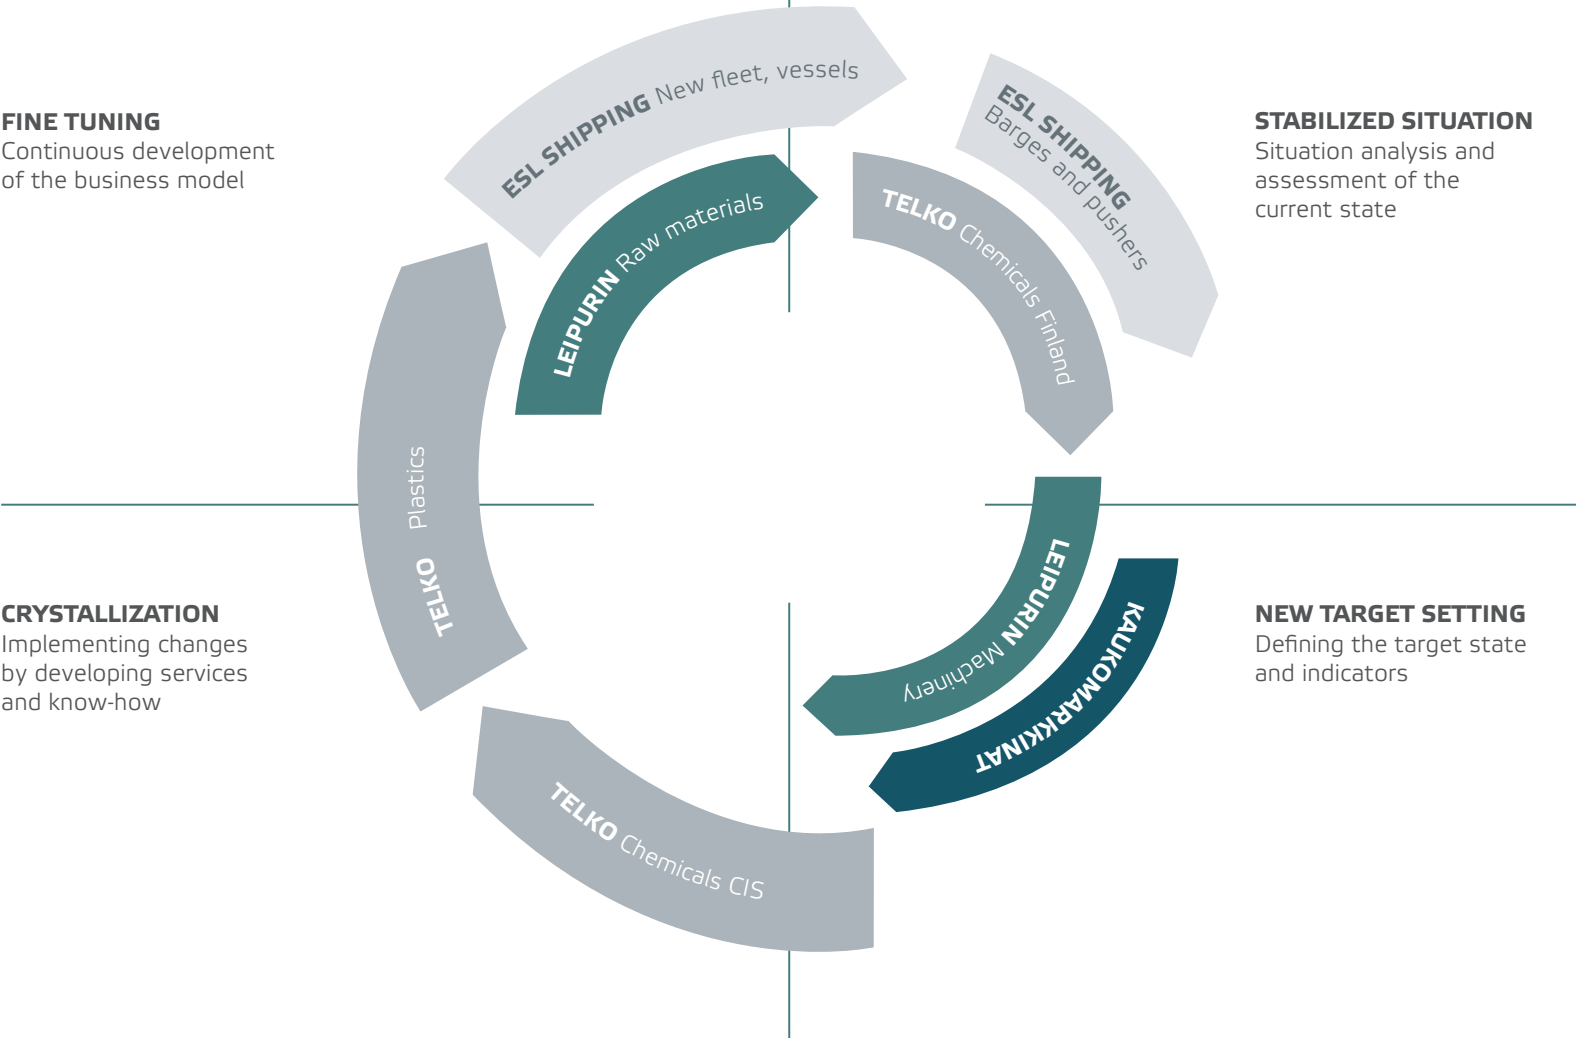 FINE TUNING
Continuous development
of the business model
ESL SHIPPING New fleet, vessels
LEIPURIN Raw materials
ESL SHIPPING
Barges and pushers
TELKO Chemicals Finland
STABILIZED SITUATION
Situation analysis and
assessment of the
current state
TELKO Plastics
LEIPURIN Machinery
KAUKOMARKKINAT
CRYSTALLIZATION
Implementing changes
by developing services
and know-how
TELKO Chemicals CIS
NEW TARGET SETTING
Defining the target state
and indicators